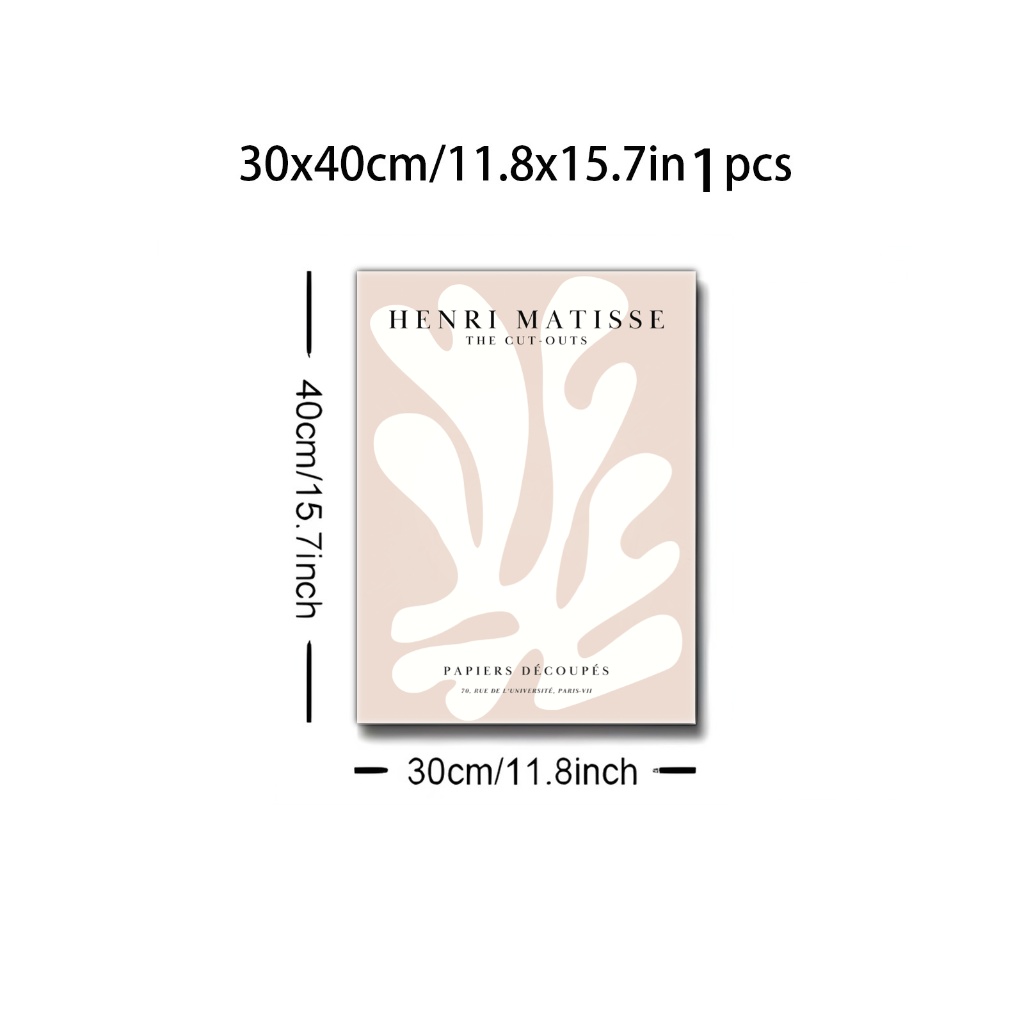 30x40cm/11.8x15.7in 1 pcs
HENRI MATISSE
THE CUT-OUTS
40cm/15.7inch
PAPIERS DÉCOUPÉS
70, RUE DE L'UNIVERSITÉ, PARIS-VII
30cm/11.8inch